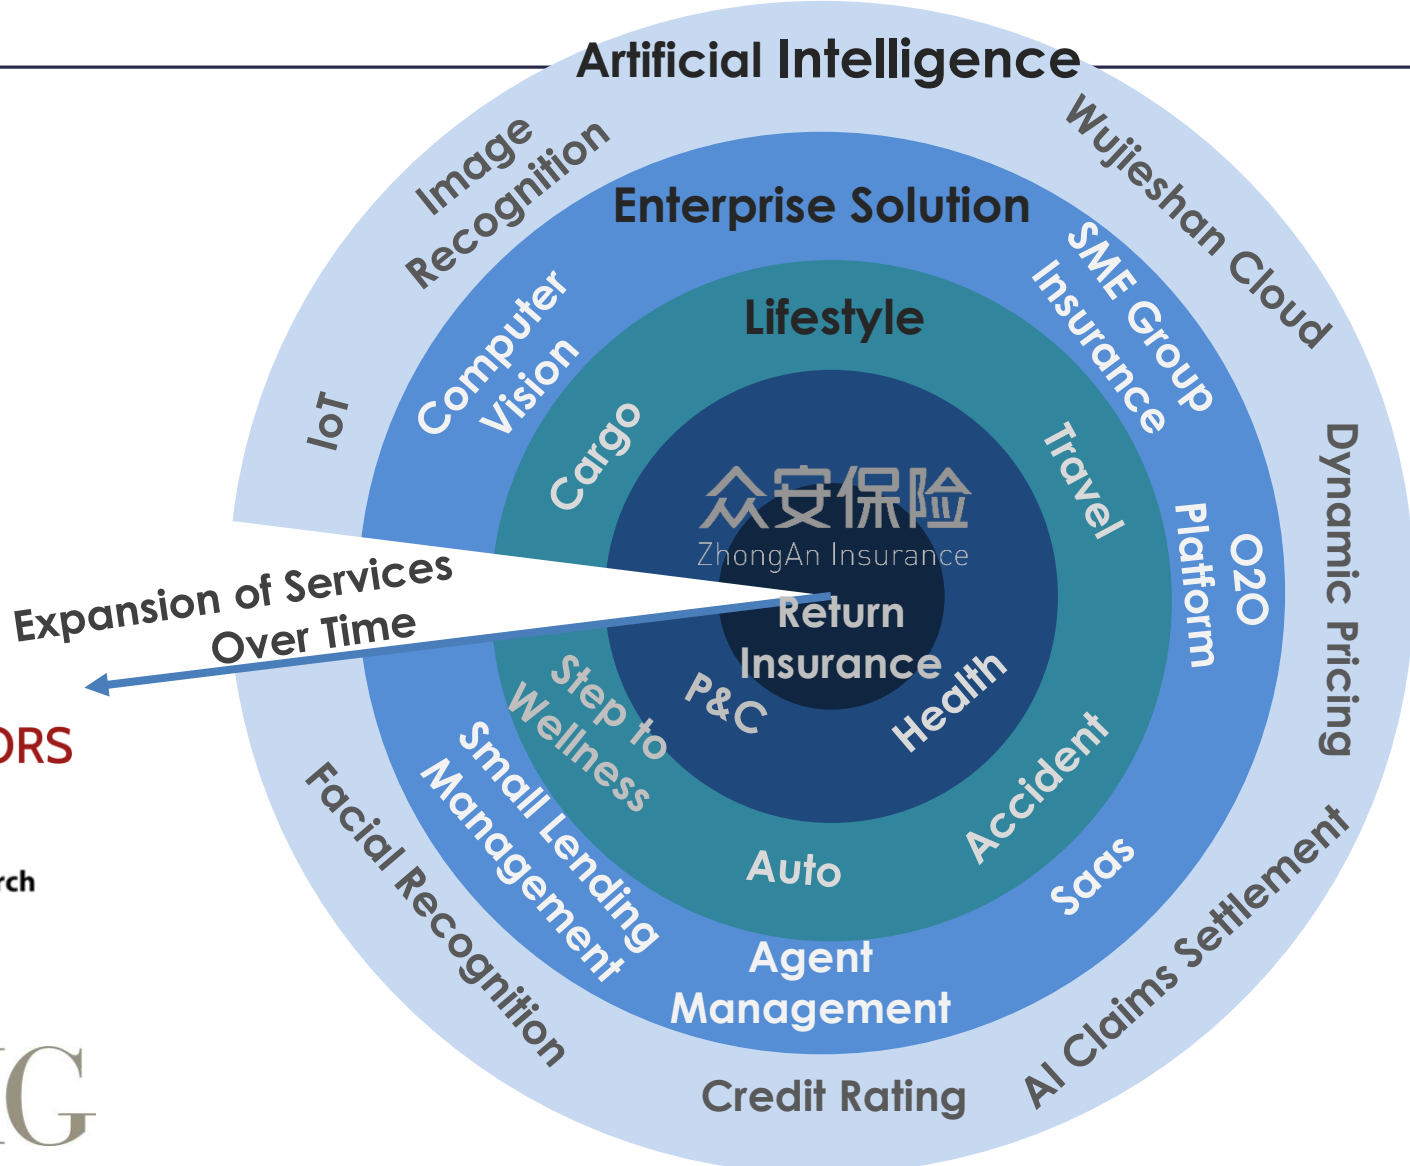 Artificial Intelligence
Image
Recognition
Wujieshan Cloud
Enterprise Solution
SME Group
Insurance
Computer
Vision
Lifestyle
IoT
Cargo
Travel
Dynamic Pricing
众安保险
ZhongAn Insurance
O2O
Platform
Expansion of Services
Over Time
Return
Insurance
P&C
Health
Step to
Wellness
Small Lending
Management
Accident
Auto
Saas
Facial Recognition
Agent
Management
AI Claims Settlement
Credit Rating
ORS
rch
G